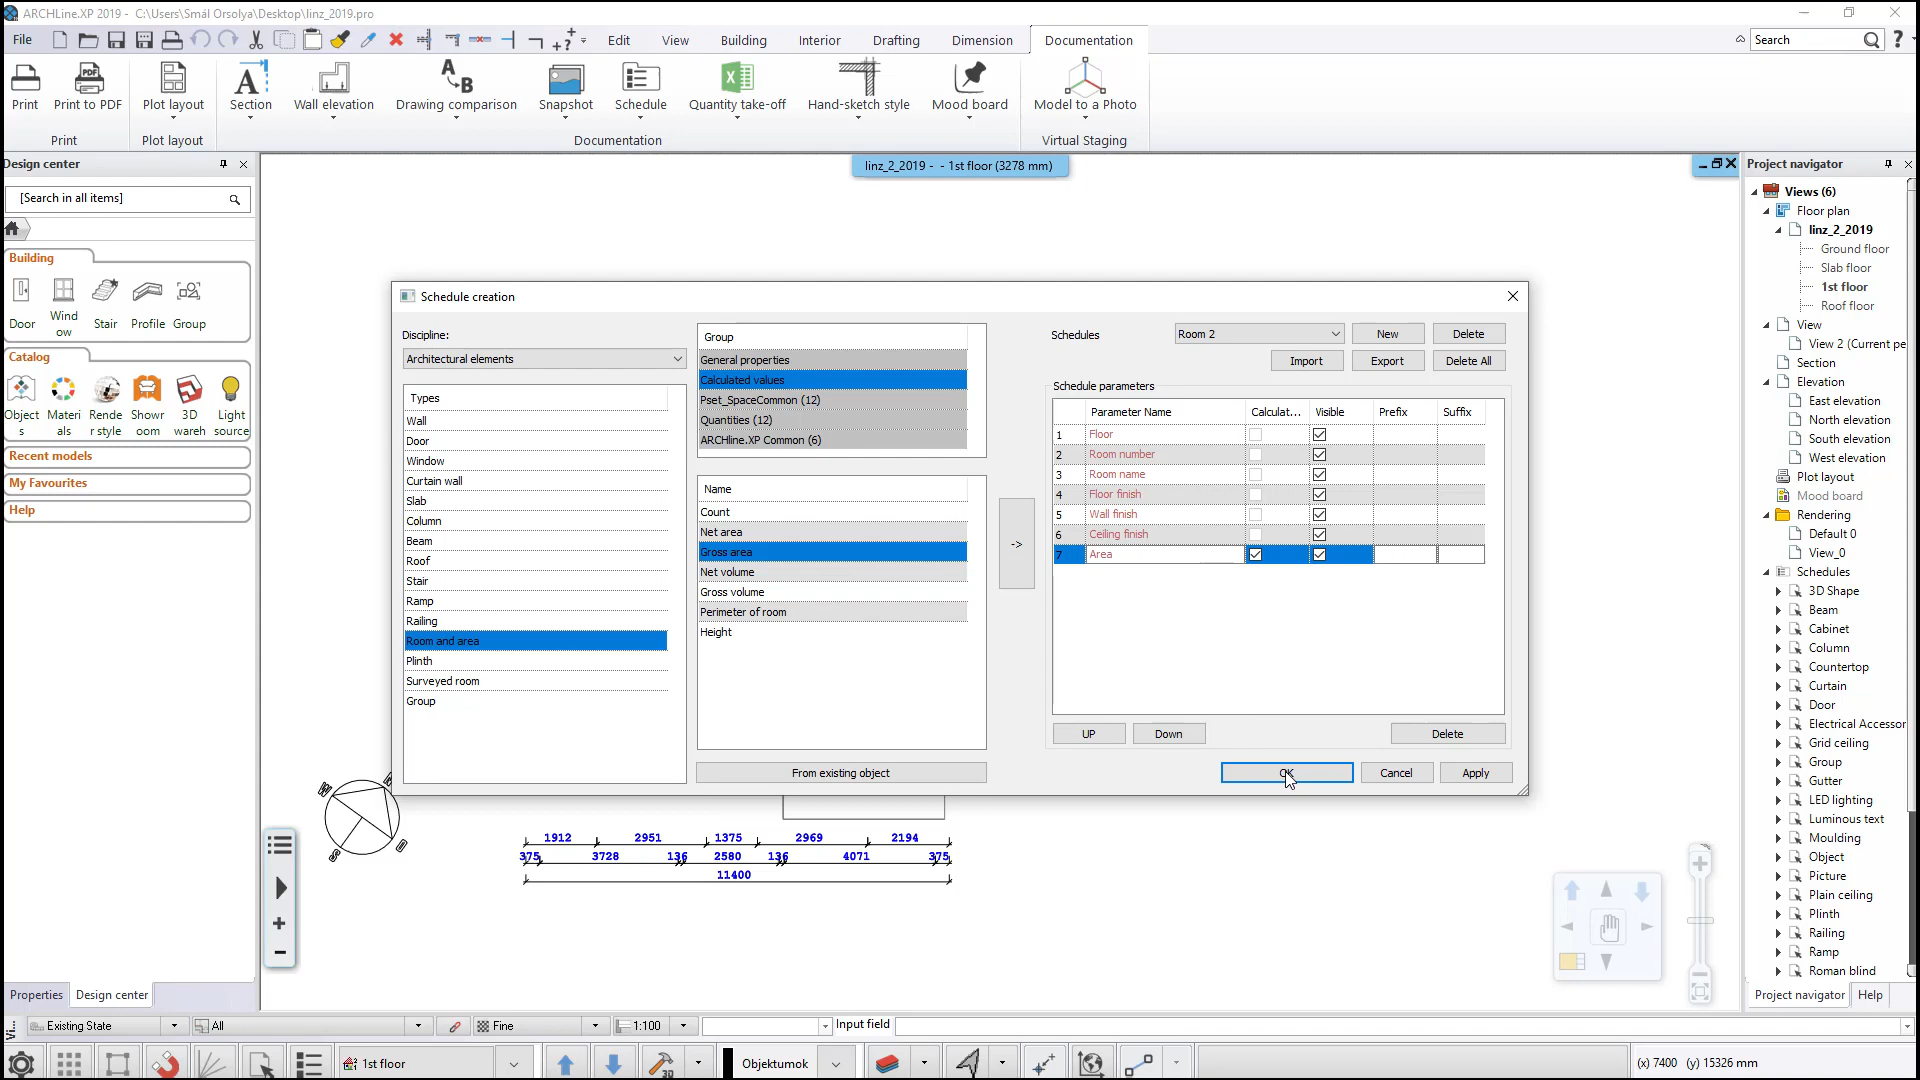 ARCHLine.XP 2019 - C:\Users\Smál Orsolya\Desktop\linz_2019.pro
File
Edit
View
Building
Interior
Drafting
Dimension
Documentation
Search
Print
Print to PDF
Plot layout
Section
Wall elevation
Drawing comparison
Snapshot
Schedule
Quantity take-off
Hand-sketch style
Mood board
Model to a Photo
Print
Plot layout
Documentation
Virtual Staging
Design center
[Search in all items]
Building
Door
Wind
ow
Stair
Profile
Group
Catalog
Object
s
Materi
als
Rende
r style
Showr
oom
3D
wareh
Light
source
Recent models
My Favourites
Help
linz_2_2019 - - 1st floor (3278 mm)
Schedule creation
Discipline:
Architectural elements
Types
Wall
Door
Window
Curtain wall
Slab
Column
Beam
Roof
Stair
Ramp
Railing
Room and area
Plinth
Surveyed room
Group
Group
General properties
Calculated values
Pset_SpaceCommon (12)
Quantities (12)
ARCHline.XP Common (6)
Name
Count
Net area
Gross area
Net volume
Gross volume
Perimeter of room
Height
From existing object
->
Schedules
Room 2
New
Delete
Import
Export
Delete All
Schedule parameters
Parameter Name Calculat... Visible Prefix Suffix
1 Floor
2 Room number
3 Room name
4 Floor finish
5 Wall finish
6 Ceiling finish
7 Area
UP
Down
Delete
OK
Cancel
Apply
1912 2951 1375 2969 2194
375 3728 136 2580 136 4071 375
11400
Project navigator
Views (6)
Floor plan
linz_2_2019
Ground floor
Slab floor
1st floor
Roof floor
View
View 2 (Current pe
Section
Elevation
East elevation
North elevation
South elevation
West elevation
Plot layout
Mood board
Rendering
Default 0
View_0
Schedules
3D Shape
Beam
Cabinet
Column
Countertop
Curtain
Door
Electrical Accessor
Grid ceiling
Group
Gutter
LED lighting
Luminous text
Moulding
Object
Picture
Plain ceiling
Plinth
Railing
Ramp
Roman blind
Properties
Design center
Project navigator
Help
Existing State
All
Fine
1:100
Input field
1st floor
3D
Objektumok
(x) 7400 (y) 15326 mm